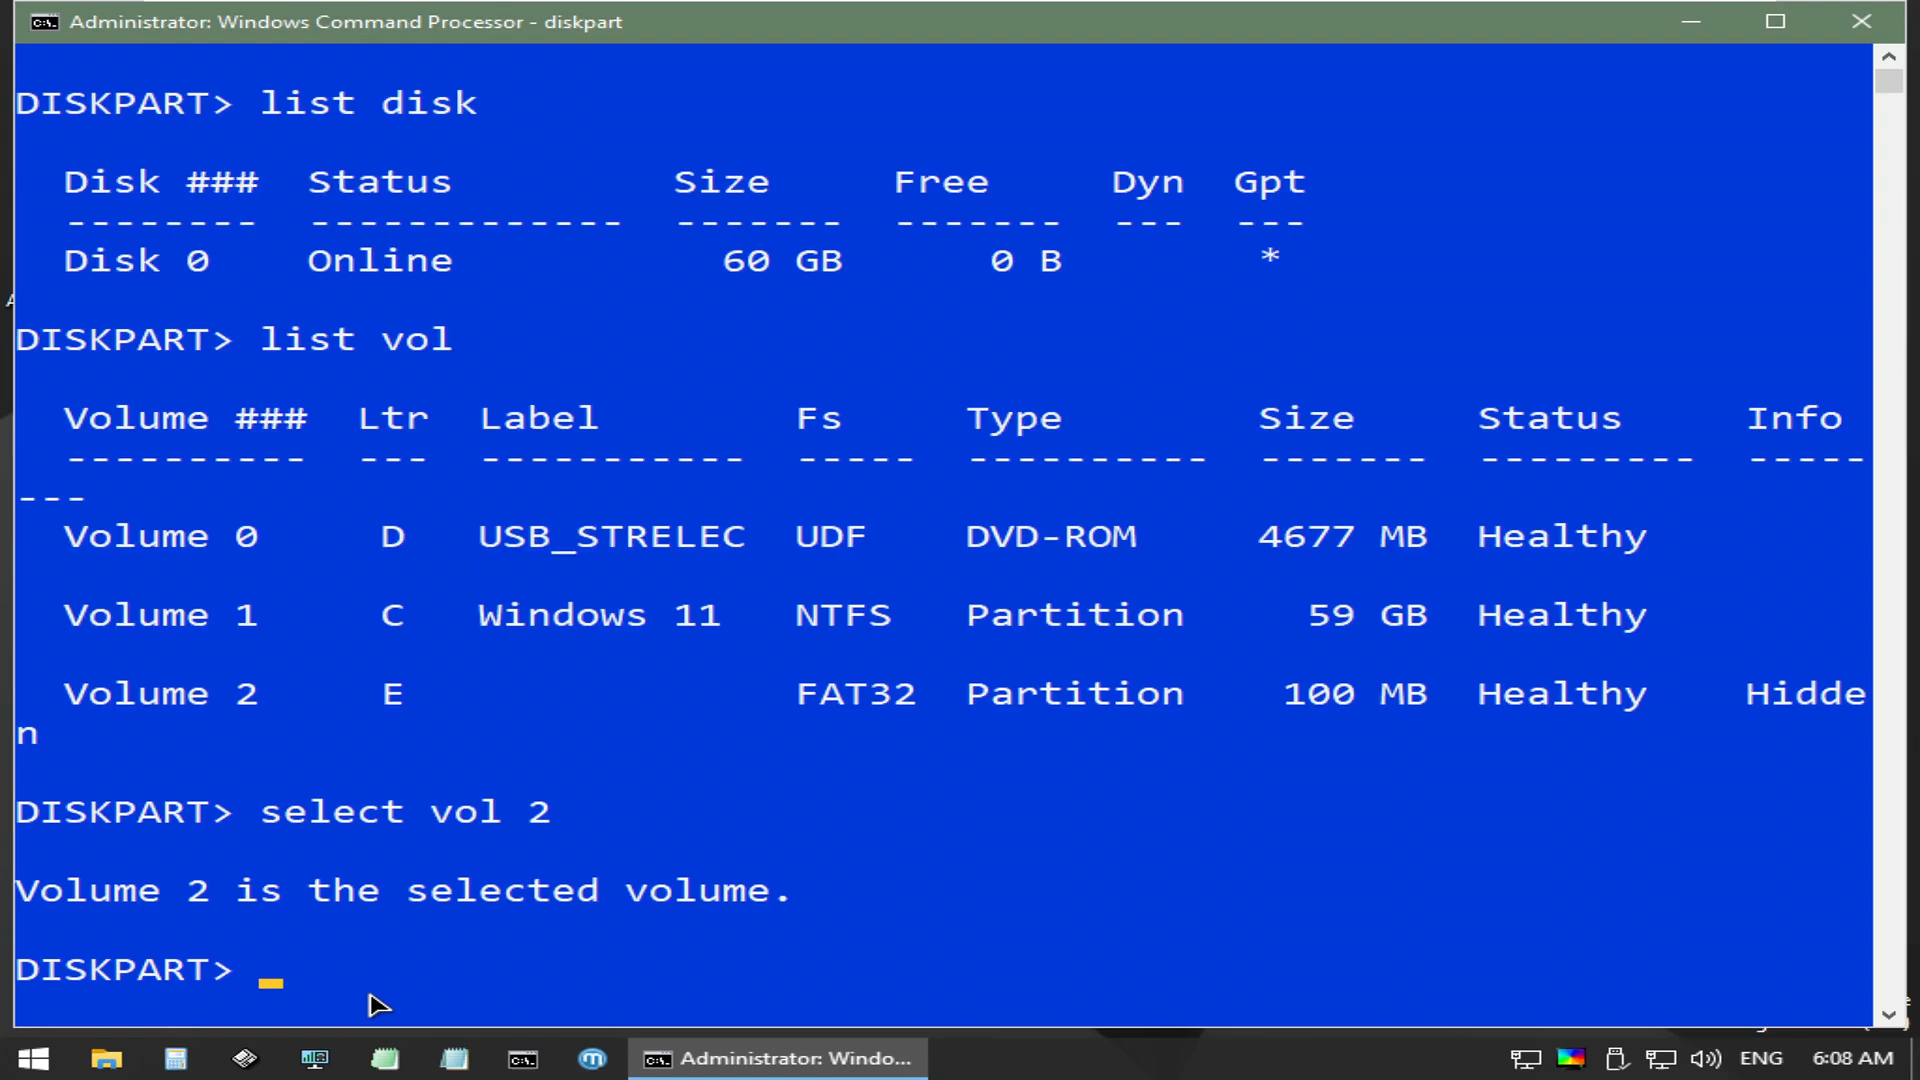 Administrator: Windows Command Processor - diskpart
DISKPART> list disk
Disk ### Status Size Free Dyn Gpt
-------- ------------- ------- ------- --- ---
Disk 0 Online 60 GB 0 B *
DISKPART> list vol
Volume ### Ltr Label Fs Type Size Status Info
---------- --- ----------- ----- ---------- ------- --------- -----
---
Volume 0 D USB_STRELEC UDF DVD-ROM 4677 MB Healthy
Volume 1 C Windows 11 NTFS Partition 59 GB Healthy
Volume 2 E FAT32 Partition 100 MB Healthy Hidde
n
DISKPART> select vol 2
Volume 2 is the selected volume.
DISKPART>
Administrator: Windo...
ENG
6:08 AM